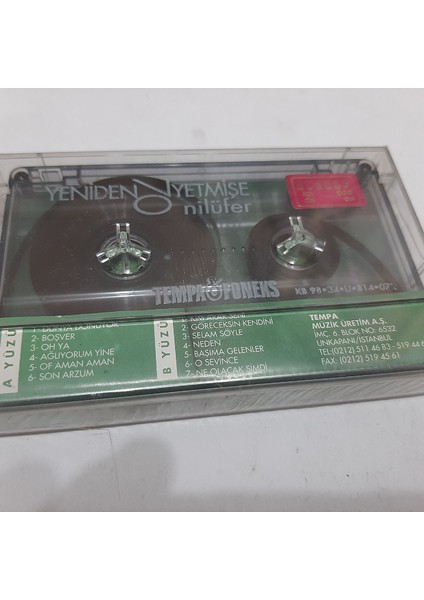 YENİDEN YETMİŞE
nilüfer
TEMPA FONEKS
KB 98.34.U.814.07
A YÜZÜ
1- DÜNYA DÖNÜYOR
2- BOŞVER
3- OH YA
4- AĞLIYORUM YİNE
5- OF AMAN AMAN
6- SON ARZUM
B YÜZÜ
2- GÖRECEKSİN KENDİNİ
3- SELAM SÖYLE
4- NEDEN
5- BAŞIMA GELENLER
6- O SEVİNCE
7- NE OLACAK ŞİMDİ
TEMPA
MÜZİK ÜRETİM A.Ş.
IMC. 6. BLOK NO: 6532
UNKAPANI/İSTANBUL
TEL:(0212) 511 46 83 - 519 44 6
FAX: (0212) 519 45 61